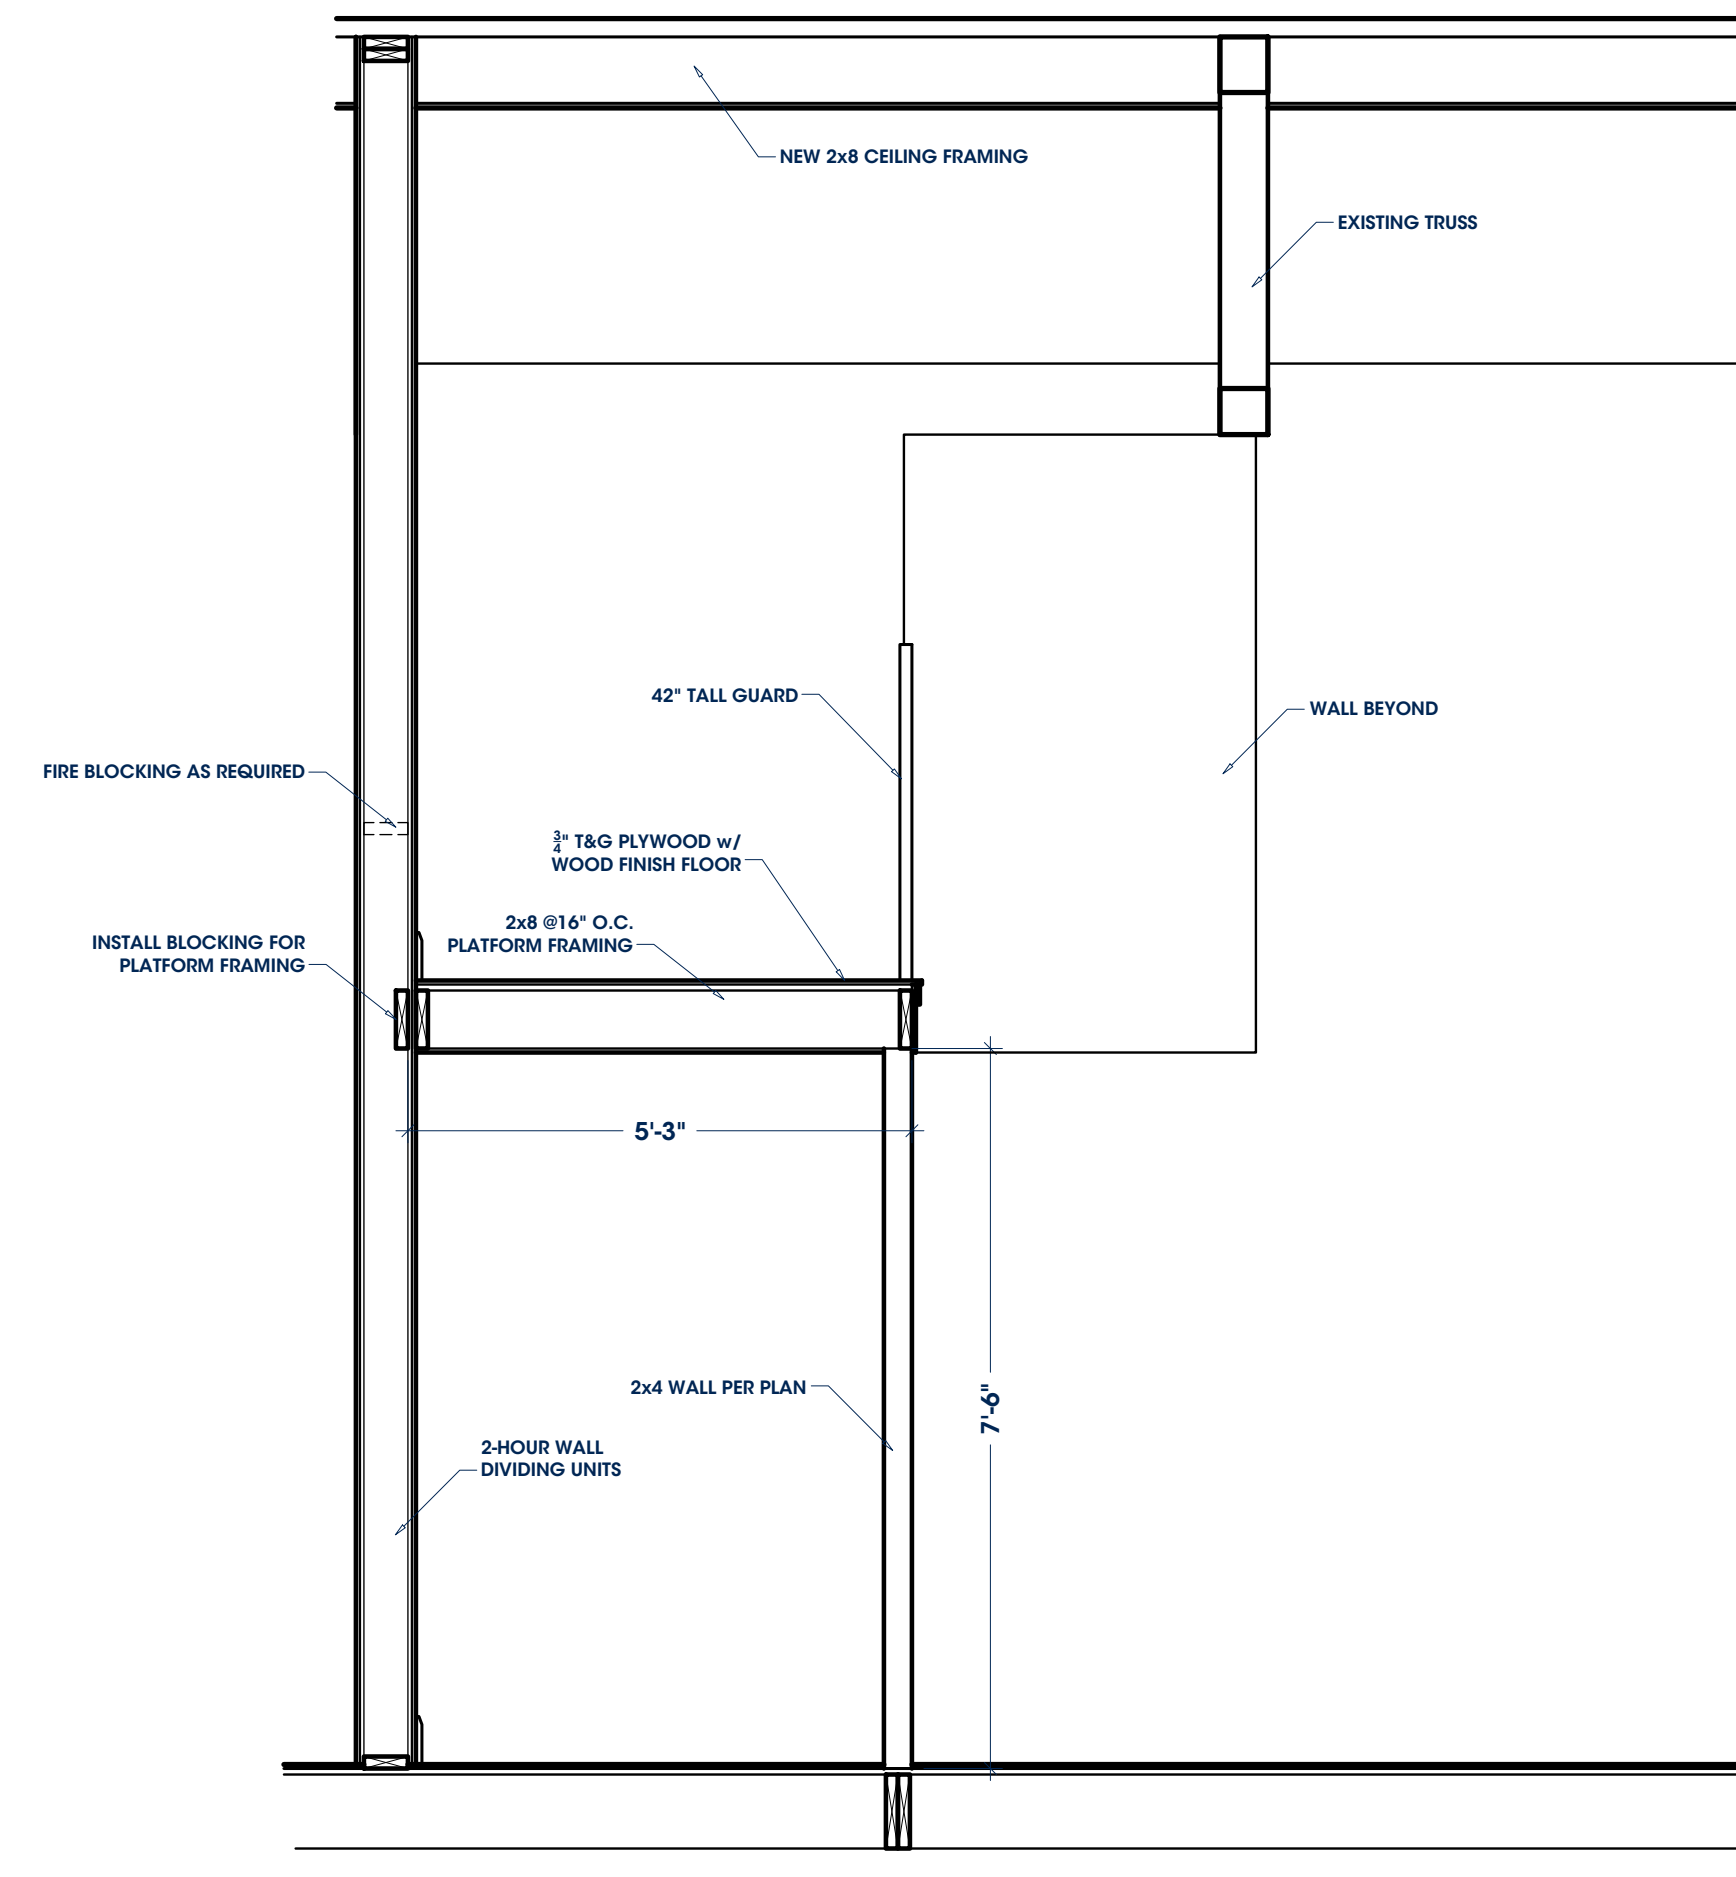 NEW 2x8 CEILING FRAMING
EXISTING TRUSS
42" TALL GUARD
WALL BEYOND
FIRE BLOCKING AS REQUIRED
3/4" T&G PLYWOOD w/
WOOD FINISH FLOOR
2x8 @16" O.C.
PLATFORM FRAMING
INSTALL BLOCKING FOR
PLATFORM FRAMING
5'-3"
2x4 WALL PER PLAN
7'-6"
2-HOUR WALL
DIVIDING UNITS